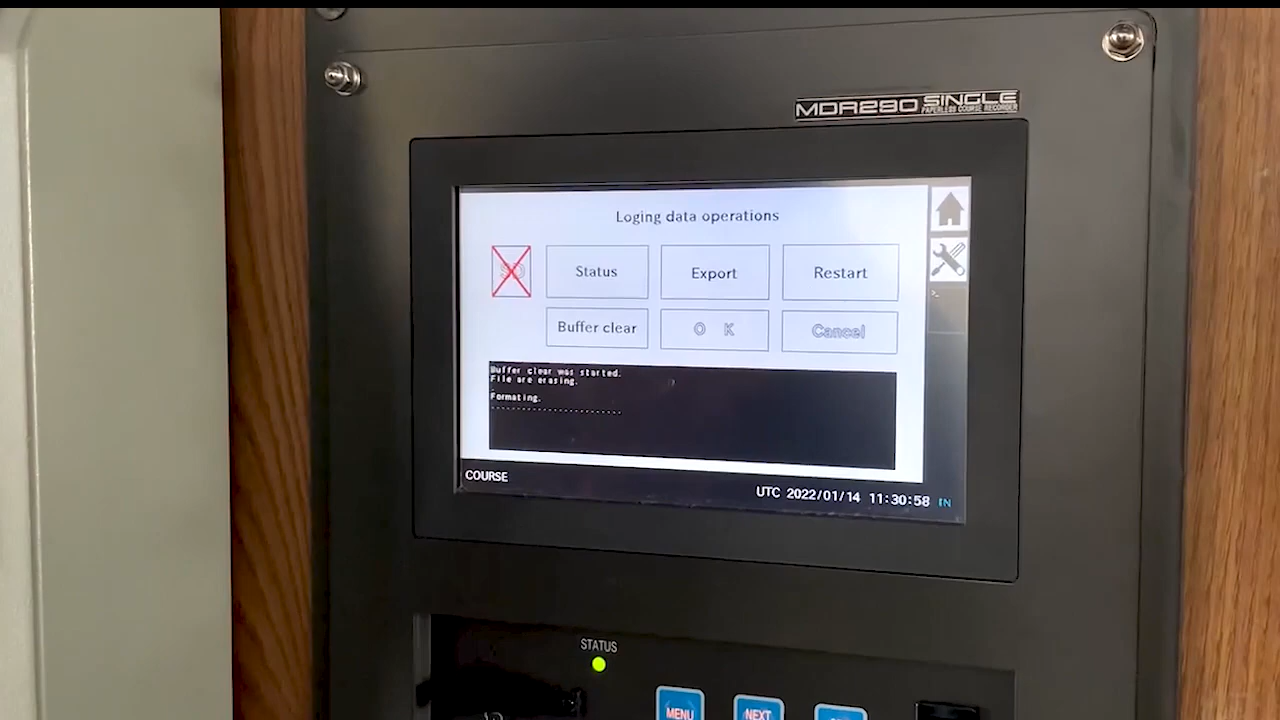 MDR280 SINGLE
PAPERLESS COURSE RECORDER
Loging data operations
SD
Status
Export
Restart
Buffer clear
O K
Cancel
Buffer clear was started.
File are erasing.
Formating.
COURSE
UTC 2022/01/14 11:30:58 IN
STATUS
MENU
NEXT